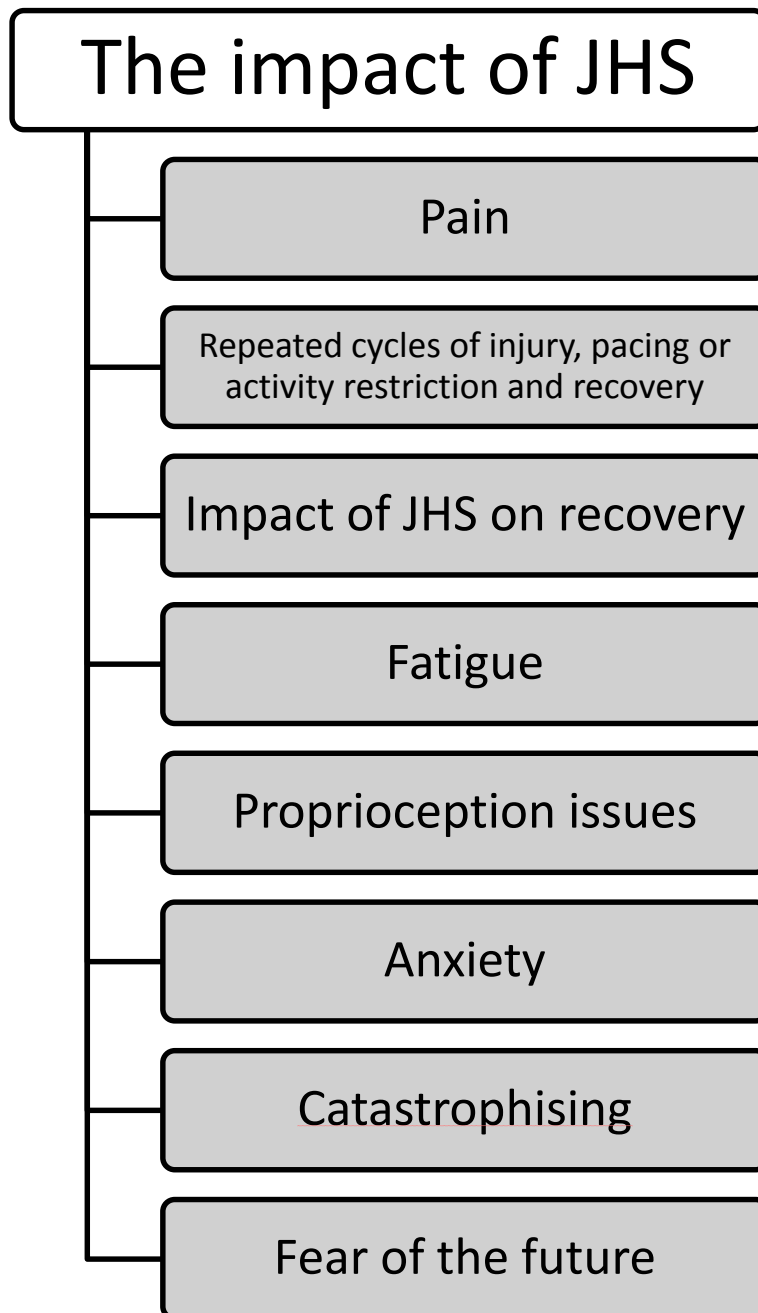 The impact of JHS
Pain
Repeated cycles of injury, pacing or
activity restriction and recovery
Impact of JHS on recovery
Fatigue
Proprioception issues
Anxiety
Catastrophising
Fear of the future